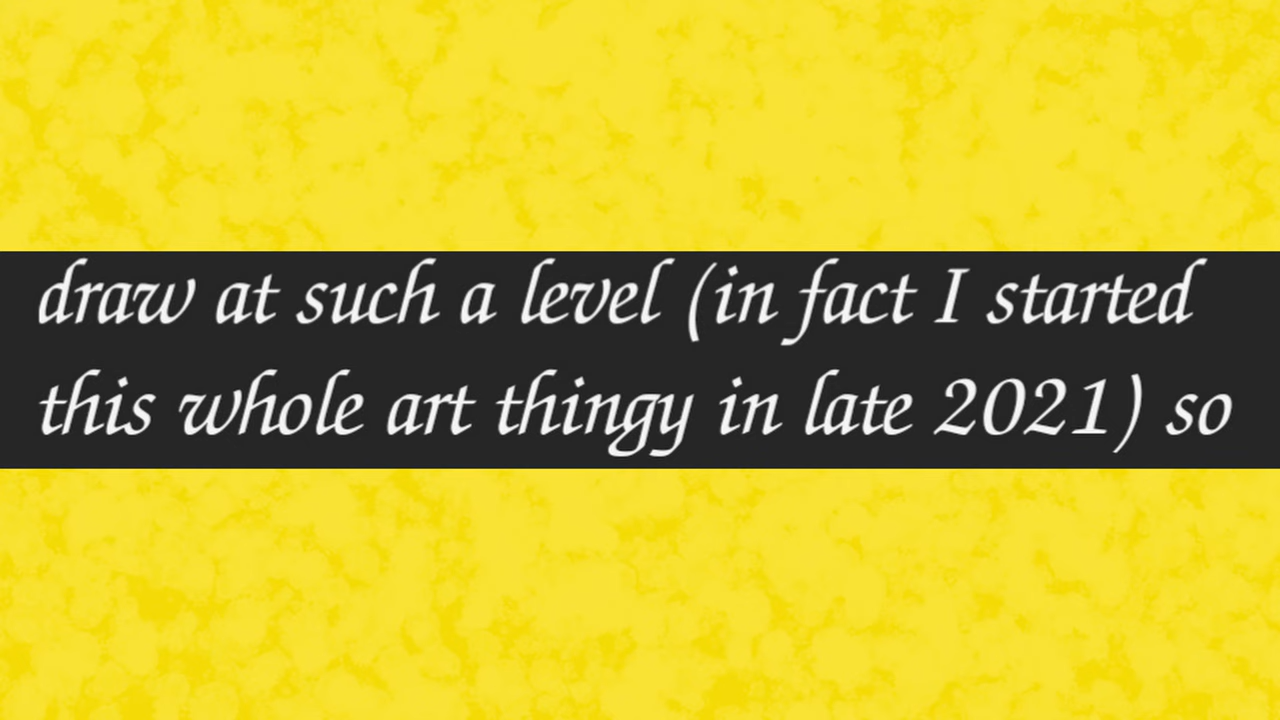 draw at such a level (in fact I started
this whole art thingy in late 2021) so